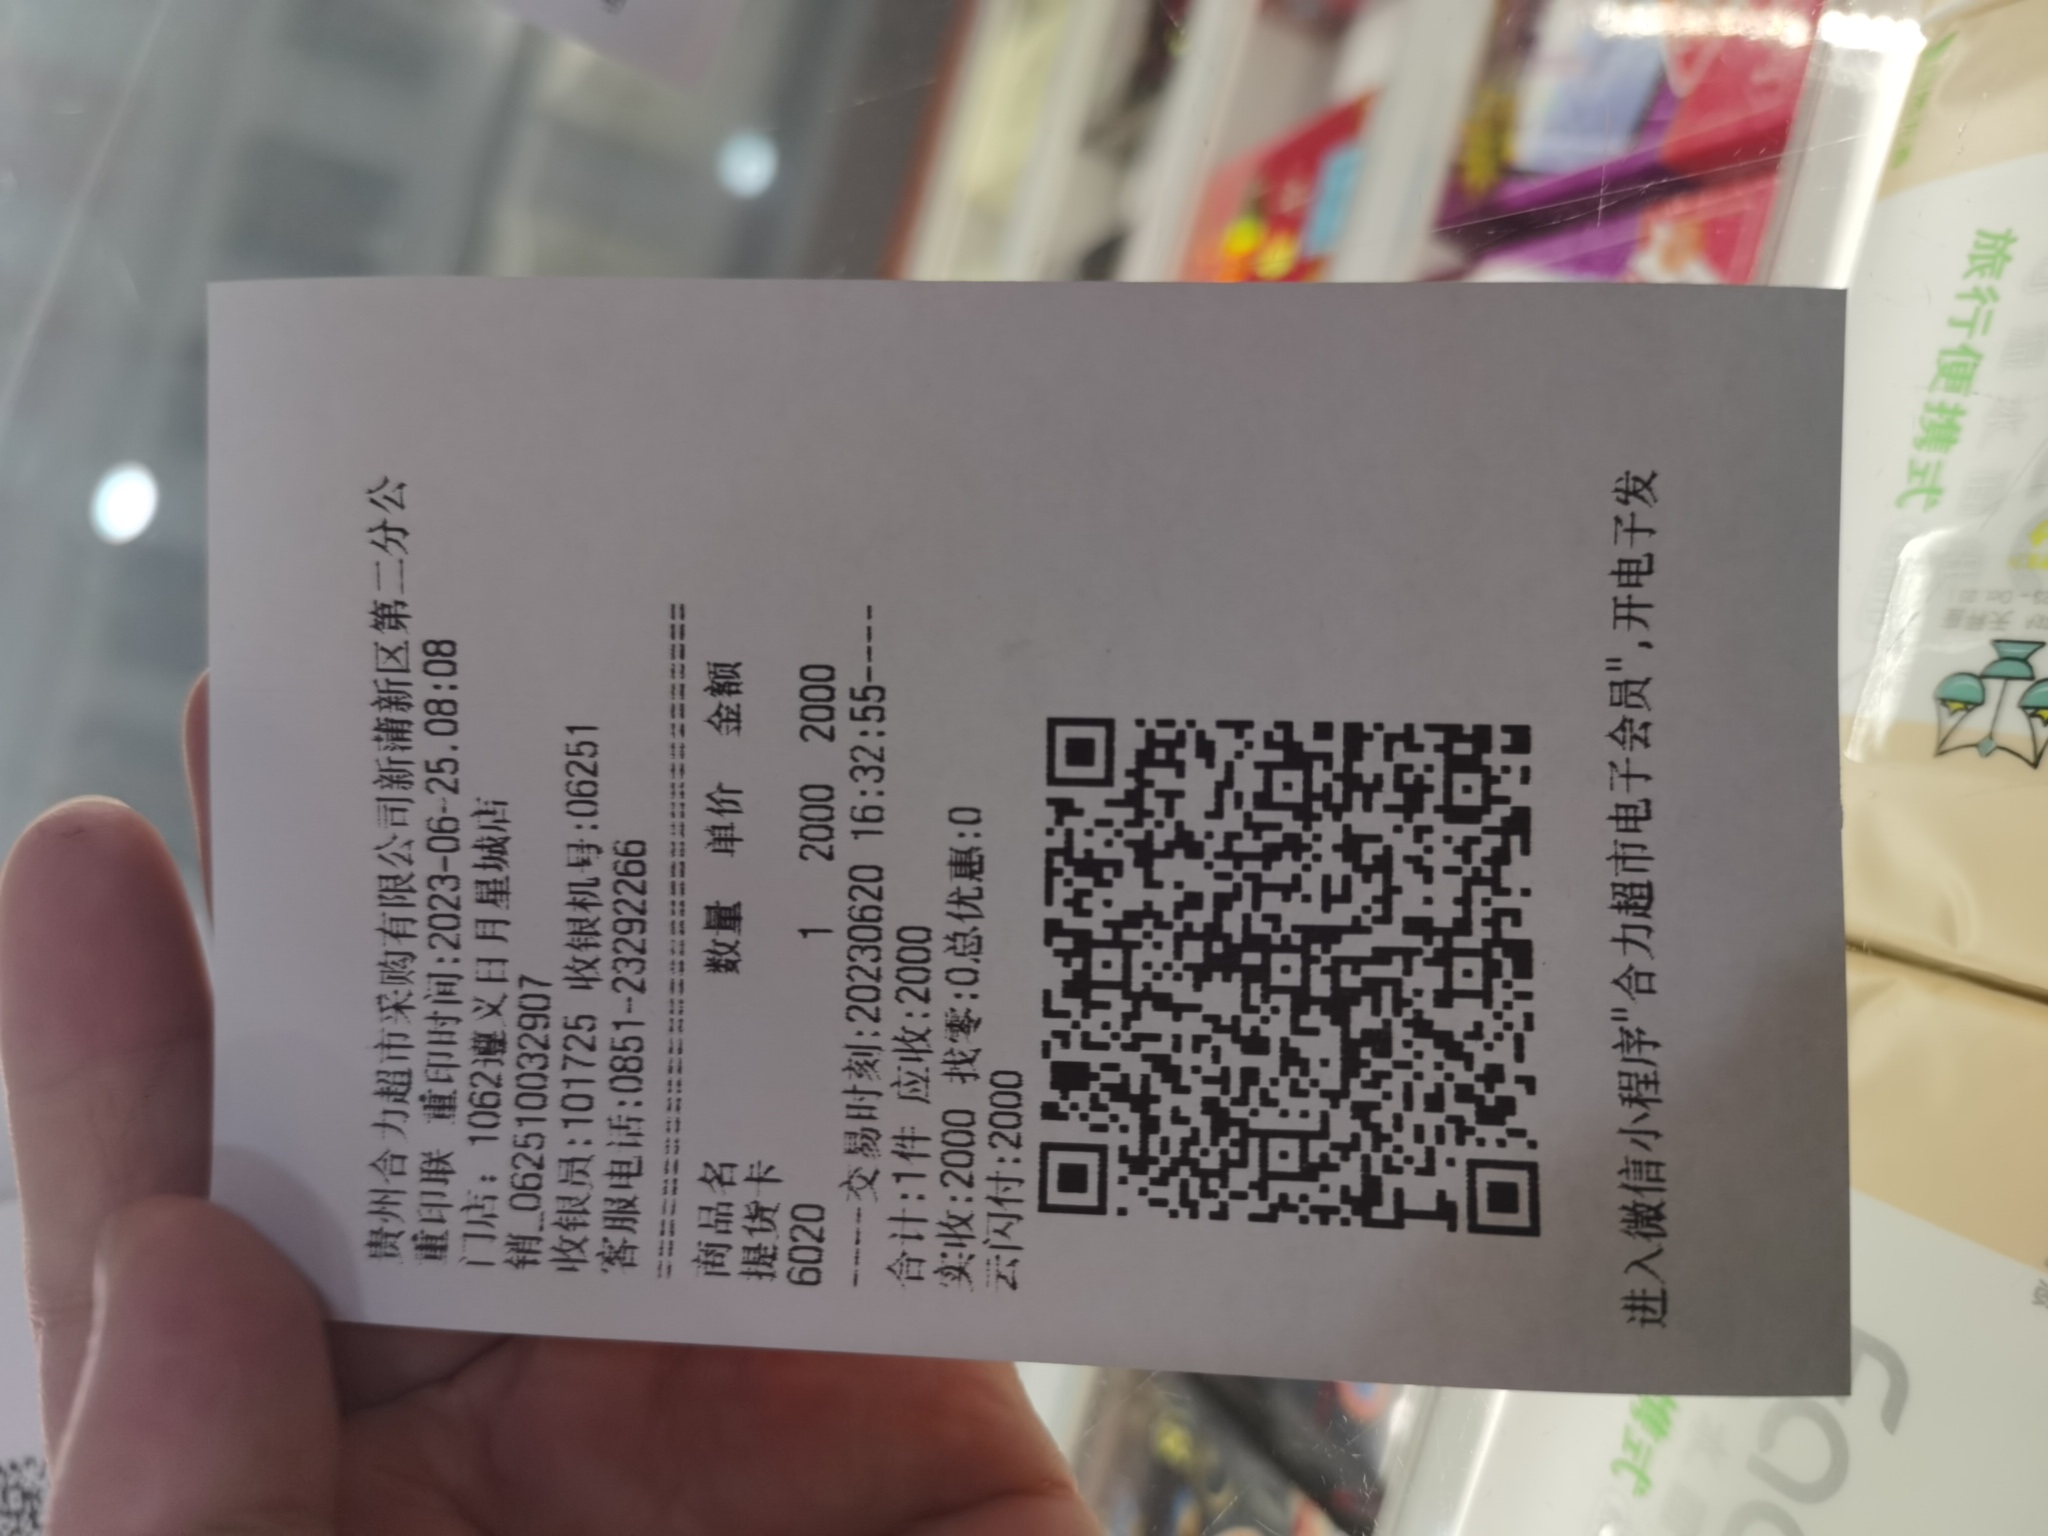 贵州合力超市采购有限公司新蒲新区第二分公
重印联 重印时间:2023-06-25.08:08
门店: 1062遵义日月星城店
销_062510032907
收银员:101725 收银机号:06251
客服电话:0851-23292266
================================
商品名 数量 单价 金额
提货卡
6020 1 2000 2000
----交易时刻:20230620 16:32:55----
合计:1件 应收:2000
实收:2000 找零:0总优惠:0
云闪付:2000
进入微信小程序"合力超市电子会员",开电子发
旅行便携式
携式